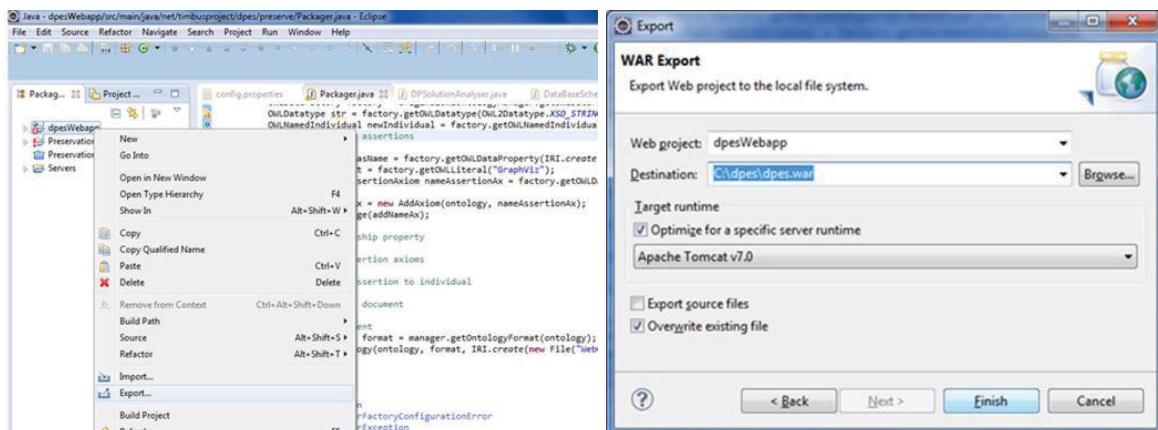 Java - dpesWebapp/src/main/java/net/timbusproject/dpes/preserve/Packager.java - Eclipse
File Edit Source Refactor Navigate Search Project Run Window Help
Packag... Project...
config.properties Packager.java DPSolutionAnalyser.java DataBaseSche
OWLDatatype str = factory.getOWLDatatype(OWL2Datatype.XSD_STRING
OWLNamedIndividual newIndividual = factory.getOWLNamedIndividua
assertions
asName = factory.getOWLDataProperty(IRI.create
t = factory.getOWLLiteral("GraphViz");
sertionAxiom nameAssertionAx = factory.getOWLD
x = new AddAxiom(ontology, nameAssertionAx);
ge(addNameAx);
ship property
ertion axioms
ssertion to individual
document
ent
format = manager.getOntologyFormat(ontology);
ogy(ontology, format, IRI.create(new File("WebC
n
rFactoryConfigurationError
rException
dpesWebapp
Preservation
Preservation
Servers
New
Go Into
Open in New Window
Open Type Hierarchy F4
Show In Alt+Shift+W
Copy Ctrl+C
Copy Qualified Name
Paste Ctrl+V
Delete Delete
Remove from Context Ctrl+Alt+Shift+Down
Build Path
Source Alt+Shift+S
Refactor Alt+Shift+T
Import...
Export...
Build Project
F5
Export
WAR Export
Export Web project to the local file system.
Web project: dpesWebapp
Destination: C:\dpes\dpes.war Browse...
Target runtime
Optimize for a specific server runtime
Apache Tomcat v7.0
Export source files
Overwrite existing file
? < Back Next > Finish Cancel